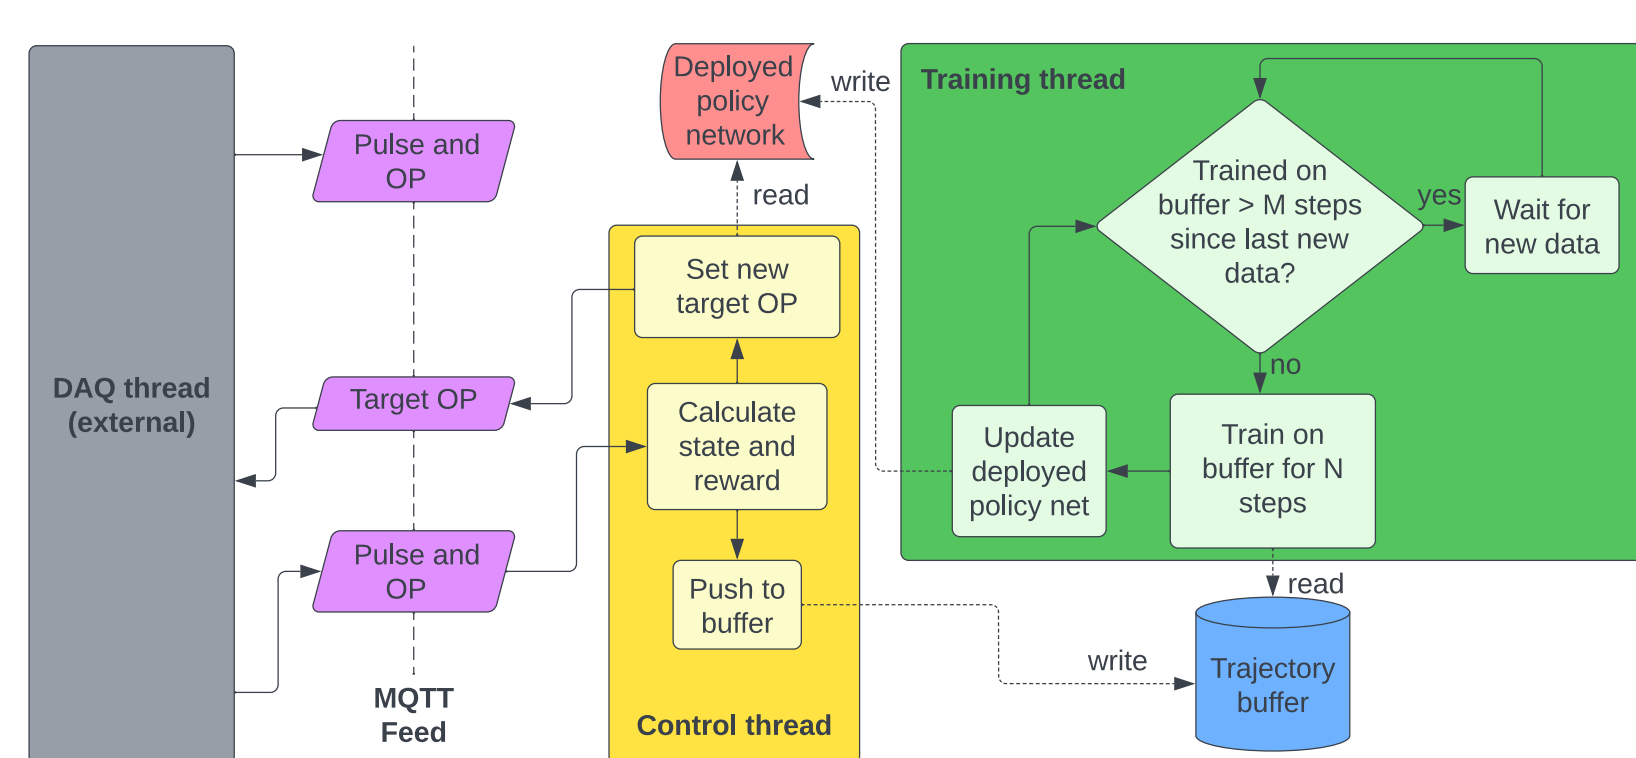 DAQ thread
(external)
Pulse and
OP
Target OP
Pulse and
OP
MQTT
Feed
Deployed
policy
network
write
read
Set new
target OP
Calculate
state and
reward
Push to
buffer
Control thread
Training thread
Trained on
buffer > M steps
since last new
data?
yes
Wait for
new data
no
Train on
buffer for N
steps
Update
deployed
policy net
read
write
Trajectory
buffer